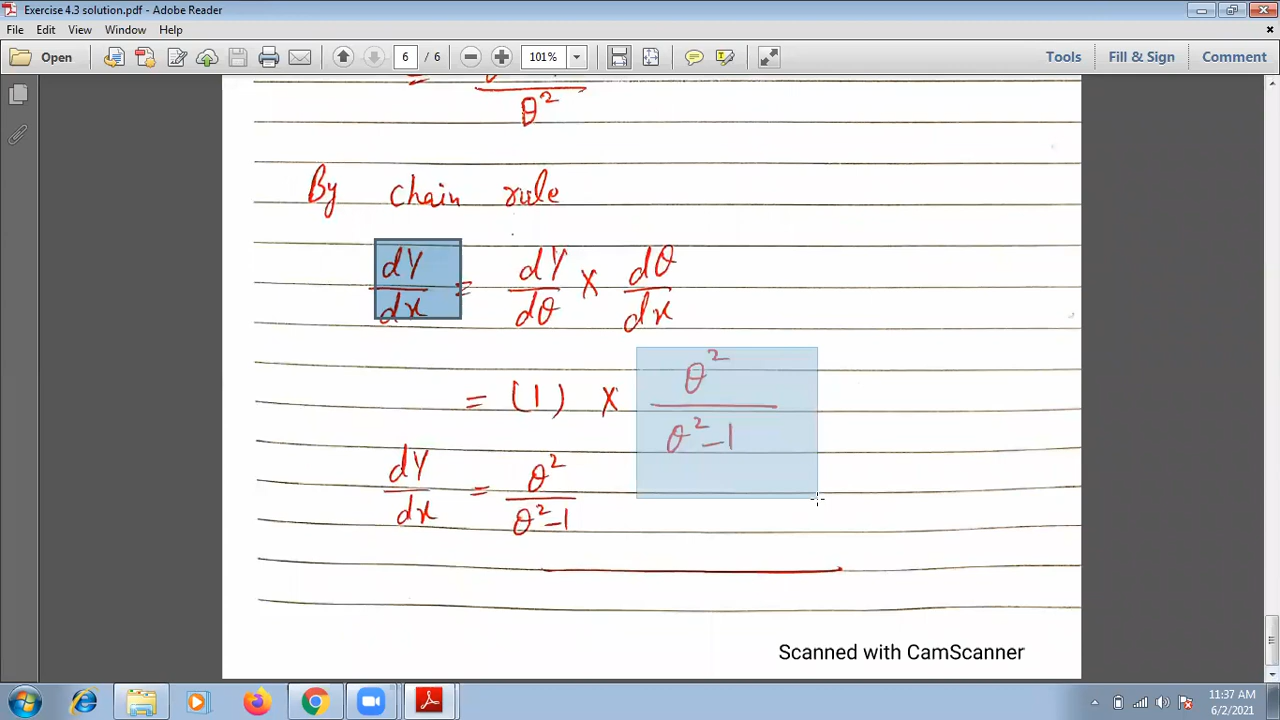 Exercise 4.3 solution.pdf - Adobe Reader
File Edit View Window Help
Open 6 / 6 101% Tools Fill & Sign Comment
θ²
By chain rule
dY/dx = dY/dθ × dθ/dx
= (1) × θ²/θ²-1
dY/dx = θ²/θ²-1
Scanned with CamScanner
11:37 AM
6/2/2021